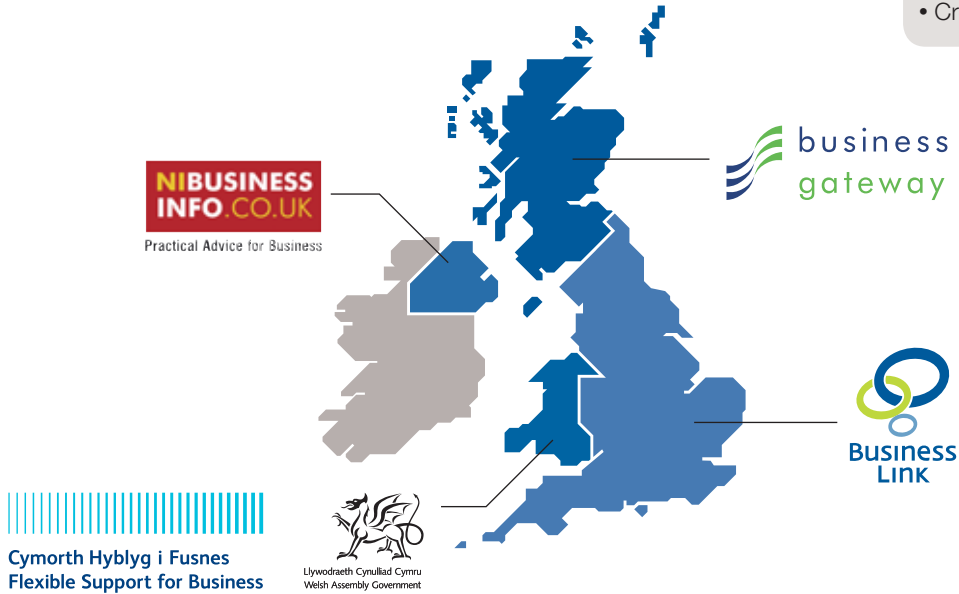 • Cr
business
gateway
NIBUSINESS
INFO.CO.UK
Practical Advice for Business
Business
Link
Cymorth Hyblyg i Fusnes
Flexible Support for Business
Llywodraeth Cynulliad Cymru
Welsh Assembly Government